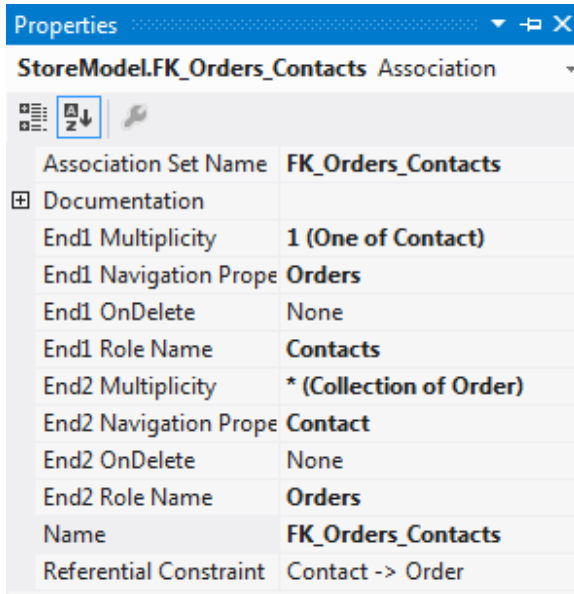 Properties
StoreModel.FK_Orders_Contacts Association
Association Set Name FK_Orders_Contacts
Documentation
End1 Multiplicity 1 (One of Contact)
End1 Navigation Prope Orders
End1 OnDelete None
End1 Role Name Contacts
End2 Multiplicity * (Collection of Order)
End2 Navigation Prope Contact
End2 OnDelete None
End2 Role Name Orders
Name FK_Orders_Contacts
Referential Constraint Contact -> Order